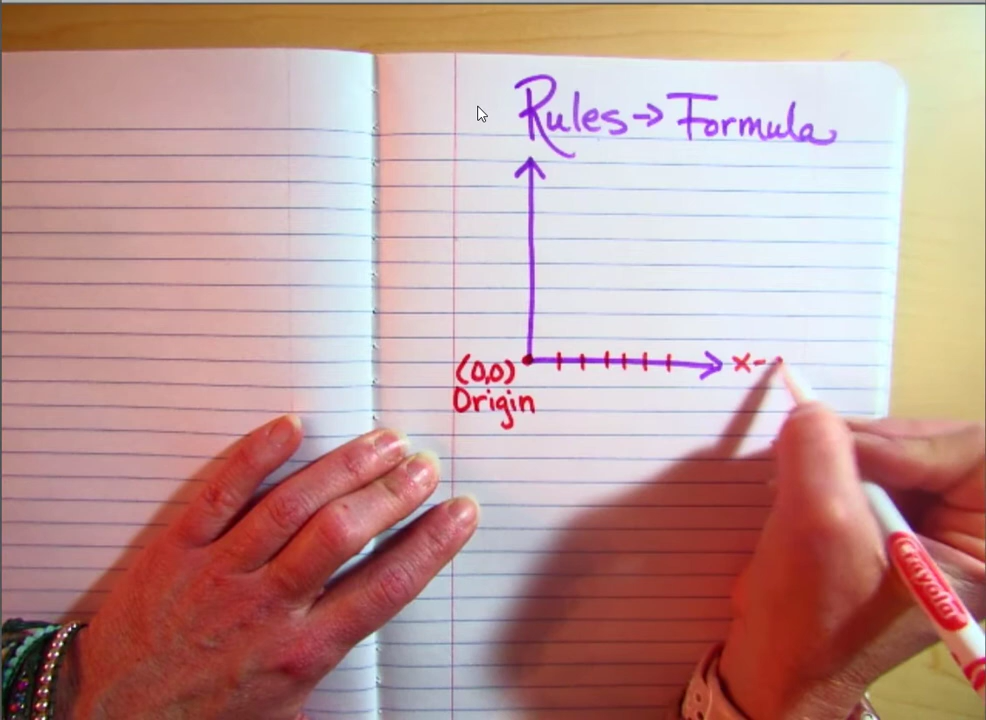 Rules → Formula
(0,0)
Origin
x-
Crayola